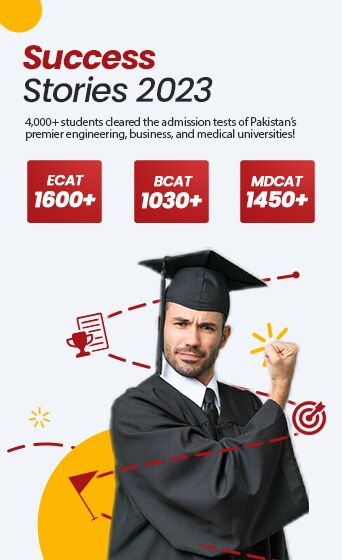 Success
Stories 2023
4,000+ students cleared the admission tests of Pakistan's
premier engineering, business, and medical universities!
ECAT
1600+
BCAT
1030+
MDCAT
1450+